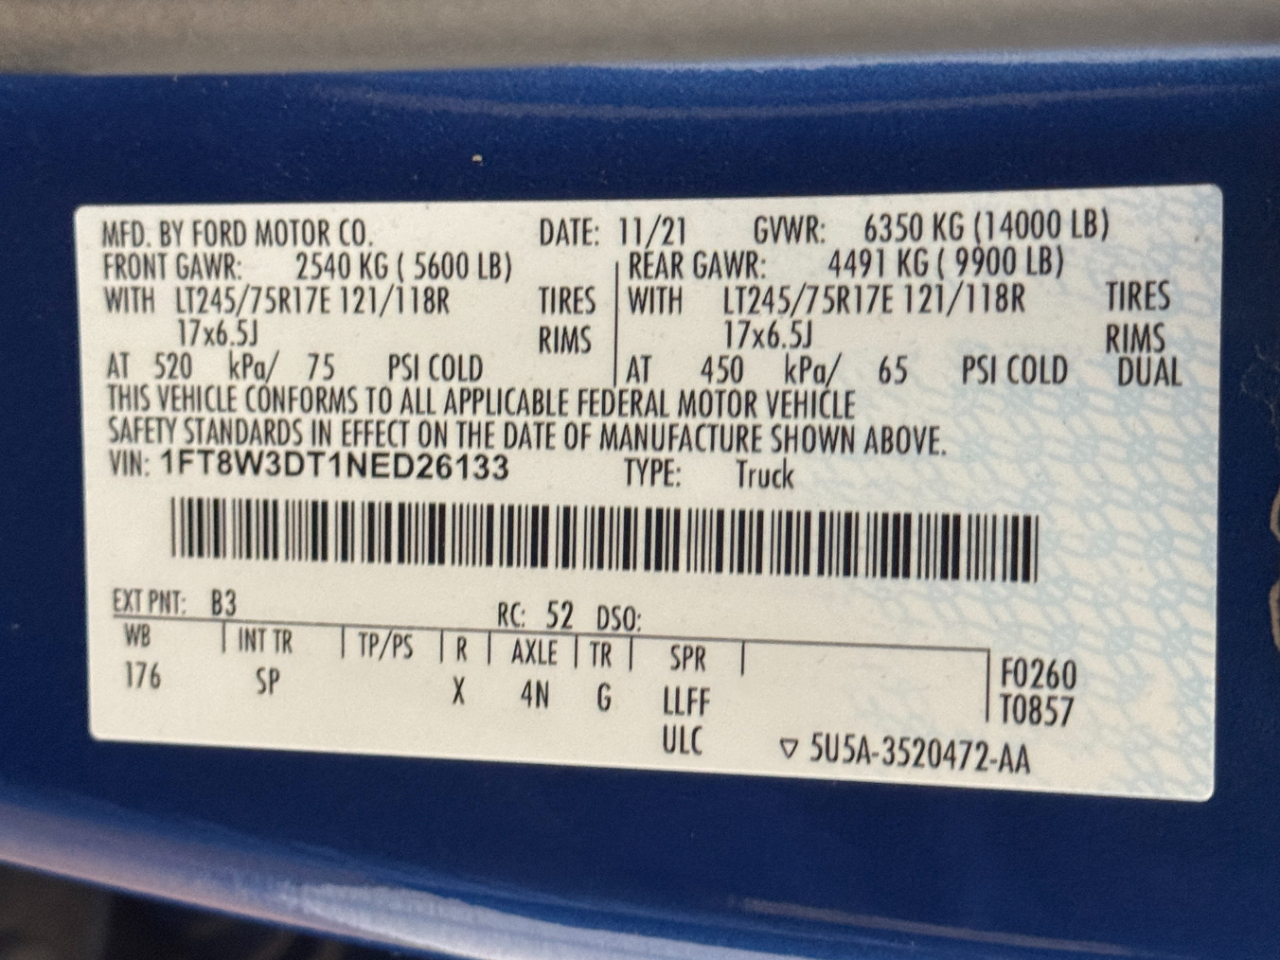 MFD. BY FORD MOTOR CO. DATE: 11/21 GVWR: 6350 KG (14000 LB)
FRONT GAWR: 2540 KG ( 5600 LB) REAR GAWR: 4491 KG ( 9900 LB)
WITH LT245/75R17E 121/118R TIRES WITH LT245/75R17E 121/118R TIRES
17x6.5J RIMS 17x6.5J RIMS
AT 520 kPa/ 75 PSI COLD AT 450 kPa/ 65 PSI COLD DUAL
THIS VEHICLE CONFORMS TO ALL APPLICABLE FEDERAL MOTOR VEHICLE
SAFETY STANDARDS IN EFFECT ON THE DATE OF MANUFACTURE SHOWN ABOVE.
VIN: 1FT8W3DT1NED26133 TYPE: Truck
EXT PNT: B3 RC: 52 DSO:
WB INT TR TP/PS R AXLE TR SPR F0260
176 SP X 4N G LLFF T0857
ULC ▽ 5U5A-3520472-AA